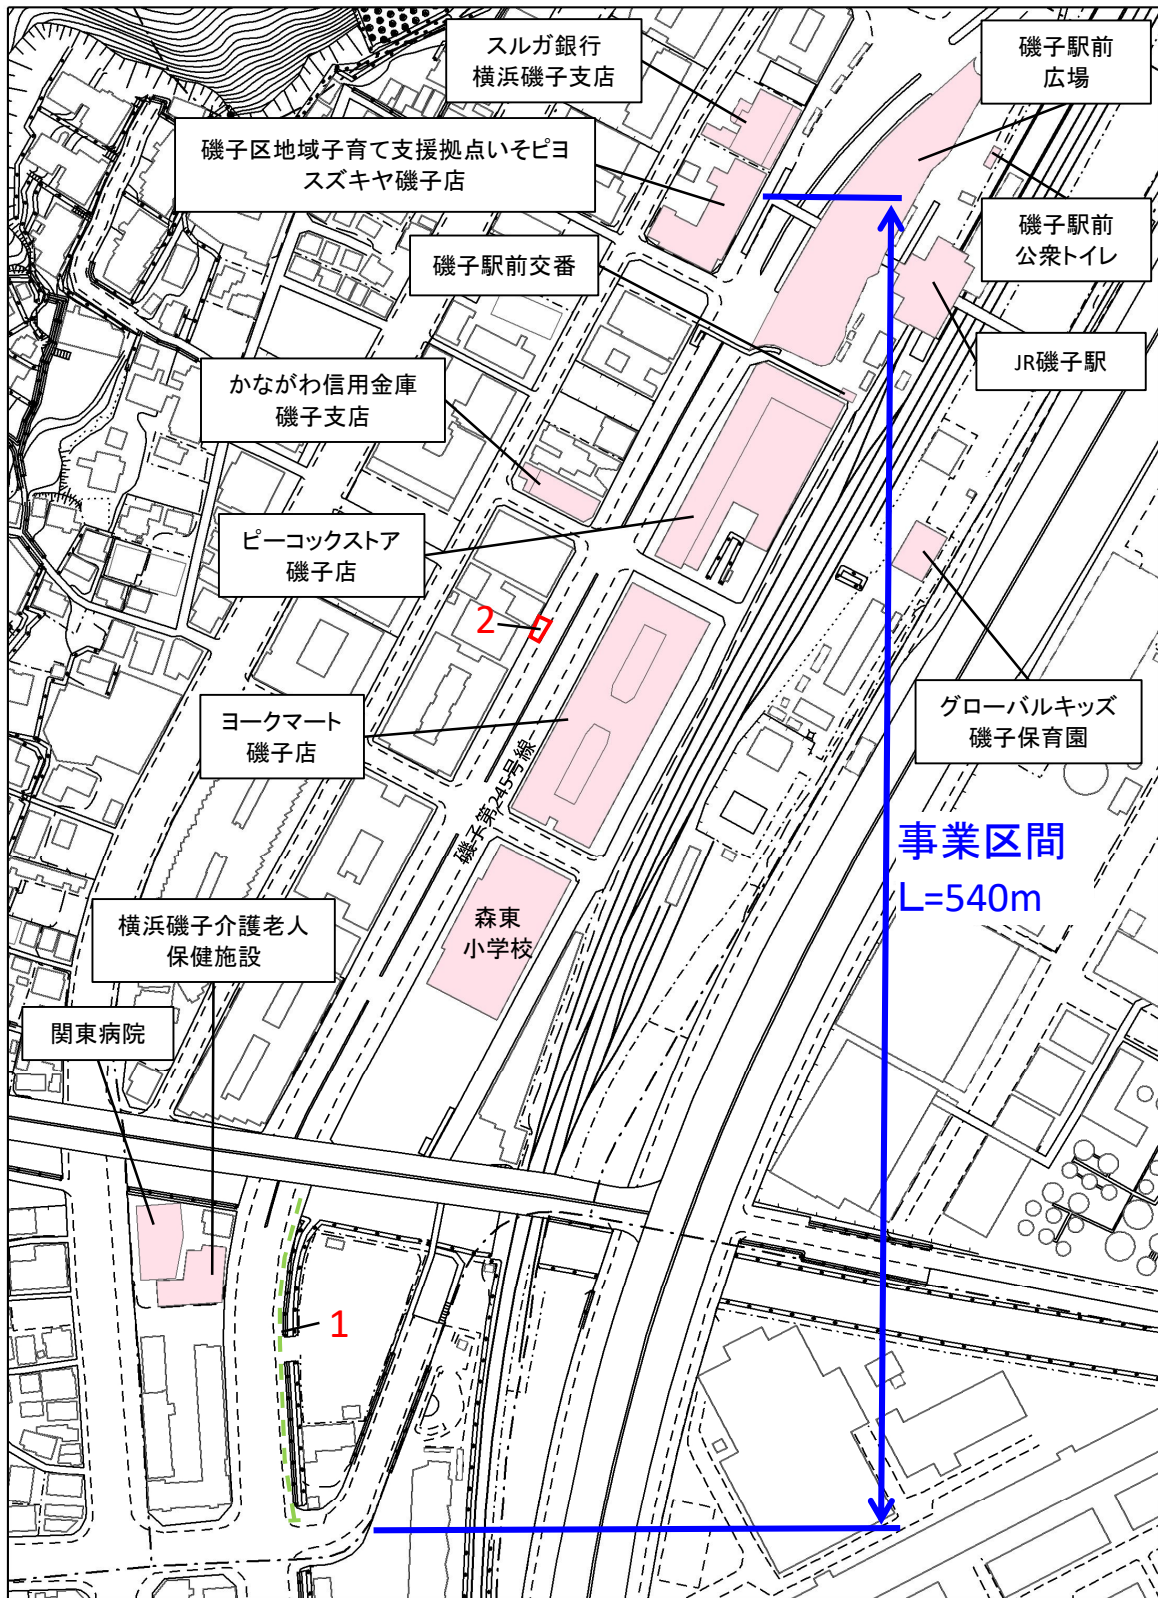 スルガ銀行
横浜磯子支店
磯子駅前
広場
磯子区地域子育て支援拠点いそピヨ
スズキヤ磯子店
磯子駅前
公衆トイレ
磯子駅前交番
JR磯子駅
かながわ信用金庫
磯子支店
ピーコックストア
磯子店
2
グローバルキッズ
磯子保育園
ヨークマート
磯子店
磯子第245号線
事業区間
L=540m
森東
小学校
横浜磯子介護老人
保健施設
関東病院
1